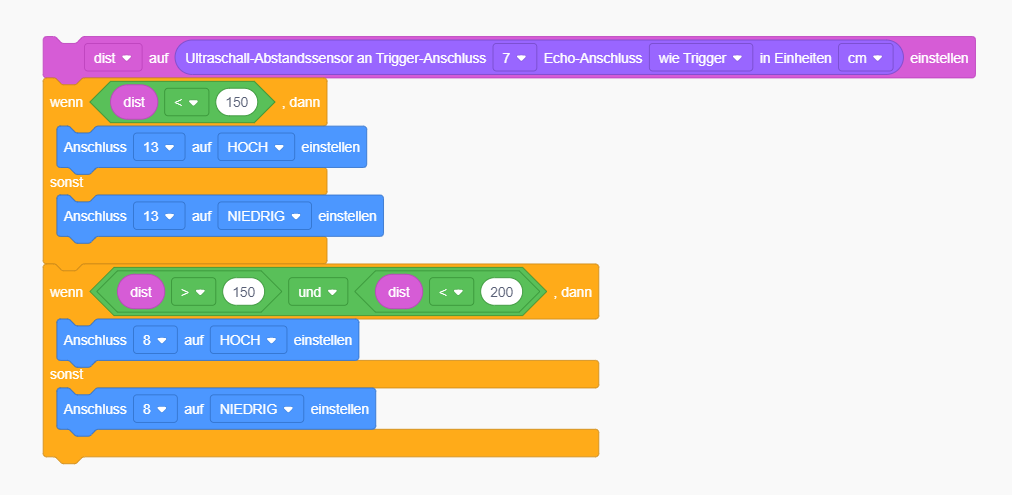 dist auf Ultraschall-Abstandssensor an Trigger-Anschluss 7 Echo-Anschluss wie Trigger in Einheiten cm einstellen
wenn dist < 150 , dann
Anschluss 13 auf HOCH einstellen
sonst
Anschluss 13 auf NIEDRIG einstellen
wenn dist > 150 und dist < 200 , dann
Anschluss 8 auf HOCH einstellen
sonst
Anschluss 8 auf NIEDRIG einstellen